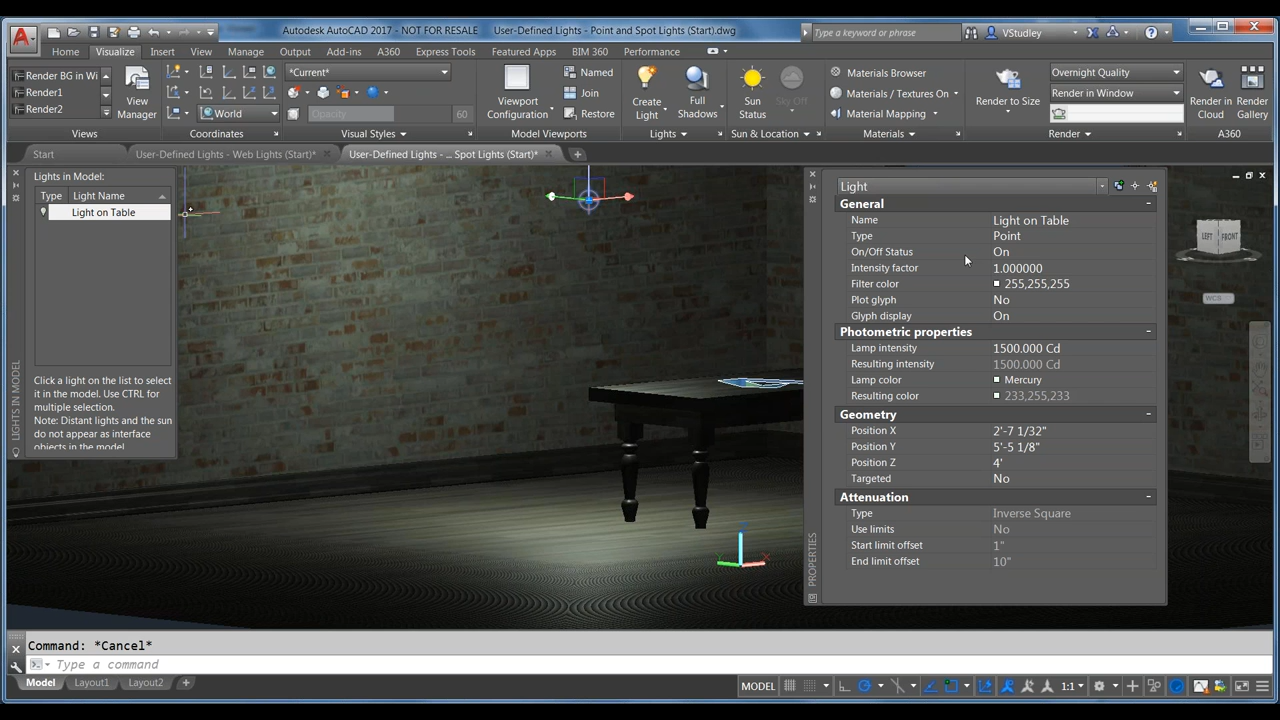 Autodesk AutoCAD 2017 - NOT FOR RESALE User-Defined Lights - Point and Spot Lights (Start).dwg
Type a keyword or phrase
VStudley
Home Visualize Insert View Manage Output Add-ins A360 Express Tools Featured Apps BIM 360 Performance
Render BG in Wi
Render1
Render2
View Manager
World
*Current*
Opacity 60
Viewport Configuration
Named
Join
Restore
Create Light
Full Shadows
Sun Status
Sky Off
Materials Browser
Materials / Textures On
Material Mapping
Render to Size
Overnight Quality
Render in Window
Render in Cloud
Render Gallery
Views Coordinates Visual Styles Model Viewports Lights Sun & Location Materials Render A360
Start User-Defined Lights - Web Lights (Start)* User-Defined Lights - ... Spot Lights (Start)*
Lights in Model:
Type Light Name
Light on Table
Click a light on the list to select
it in the model. Use CTRL for
multiple selection.
Note: Distant lights and the sun
do not appear as interface
objects in the model.
LIGHTS IN MODEL
Light
General
Name Light on Table
Type Point
On/Off Status On
Intensity factor 1.000000
Filter color 255,255,255
Plot glyph No
Glyph display On
Photometric properties
Lamp intensity 1500.000 Cd
Resulting intensity 1500.000 Cd
Lamp color Mercury
Resulting color 233,255,233
Geometry
Position X 2'-7 1/32"
Position Y 5'-5 1/8"
Position Z 4'
Targeted No
Attenuation
Type Inverse Square
Use limits No
Start limit offset 1"
End limit offset 10"
PROPERTIES
LEFT FRONT
WCS
Z
Y X
Command: *Cancel*
Type a command
Model Layout1 Layout2
MODEL 1:1